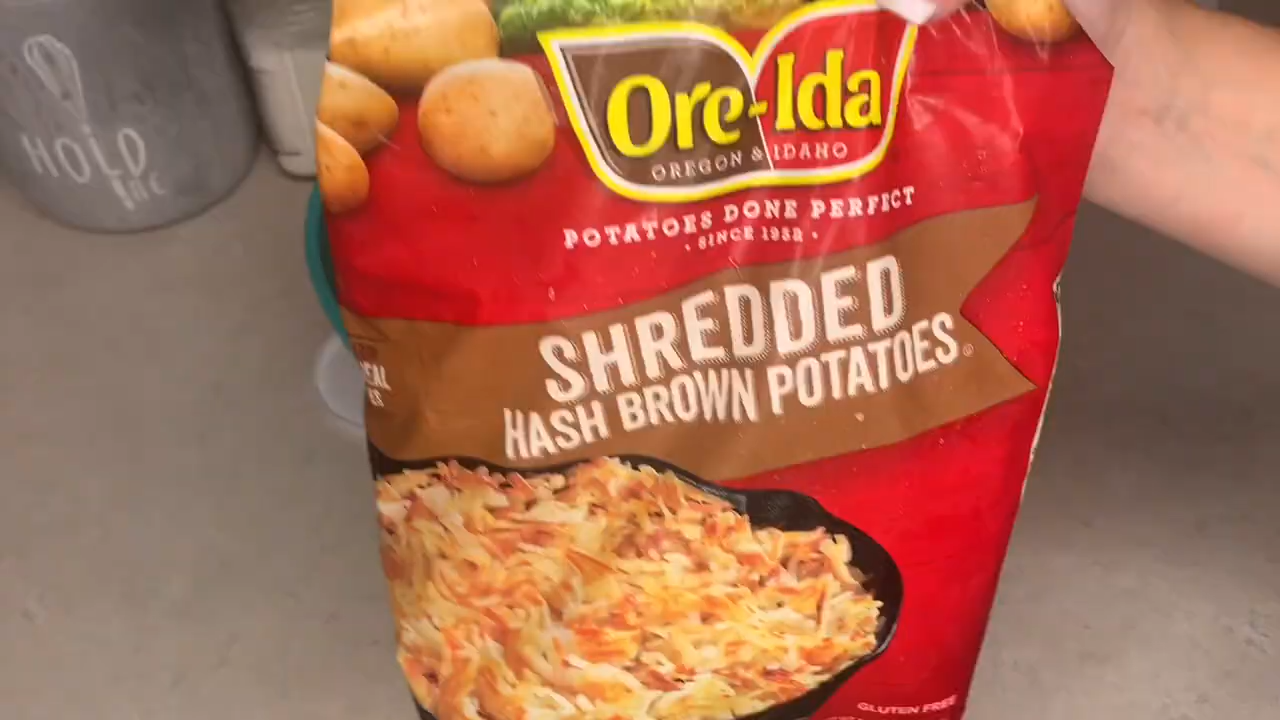 HOLD
Ore-Ida
OREGON & IDAHO
POTATOES DONE PERFECT
• SINCE 1952 •
SHREDDED
HASH BROWN POTATOES®
GLUTEN FREE